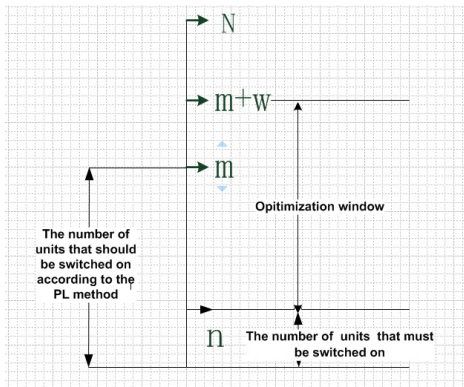 N
m+w
m
Opitimization window
The number of
units that should
be switched on
according to the
PL method
n
The number of units that must
be switched on